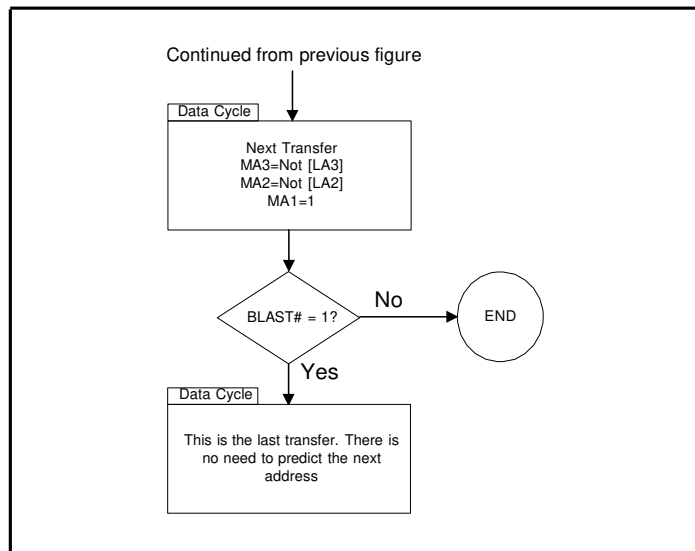 Continued from previous figure
Data Cycle
Next Transfer
MA3=Not [LA3]
MA2=Not [LA2]
MA1=1
BLAST# = 1?
No
END
Yes
Data Cycle
This is the last transfer. There is
no need to predict the next
address